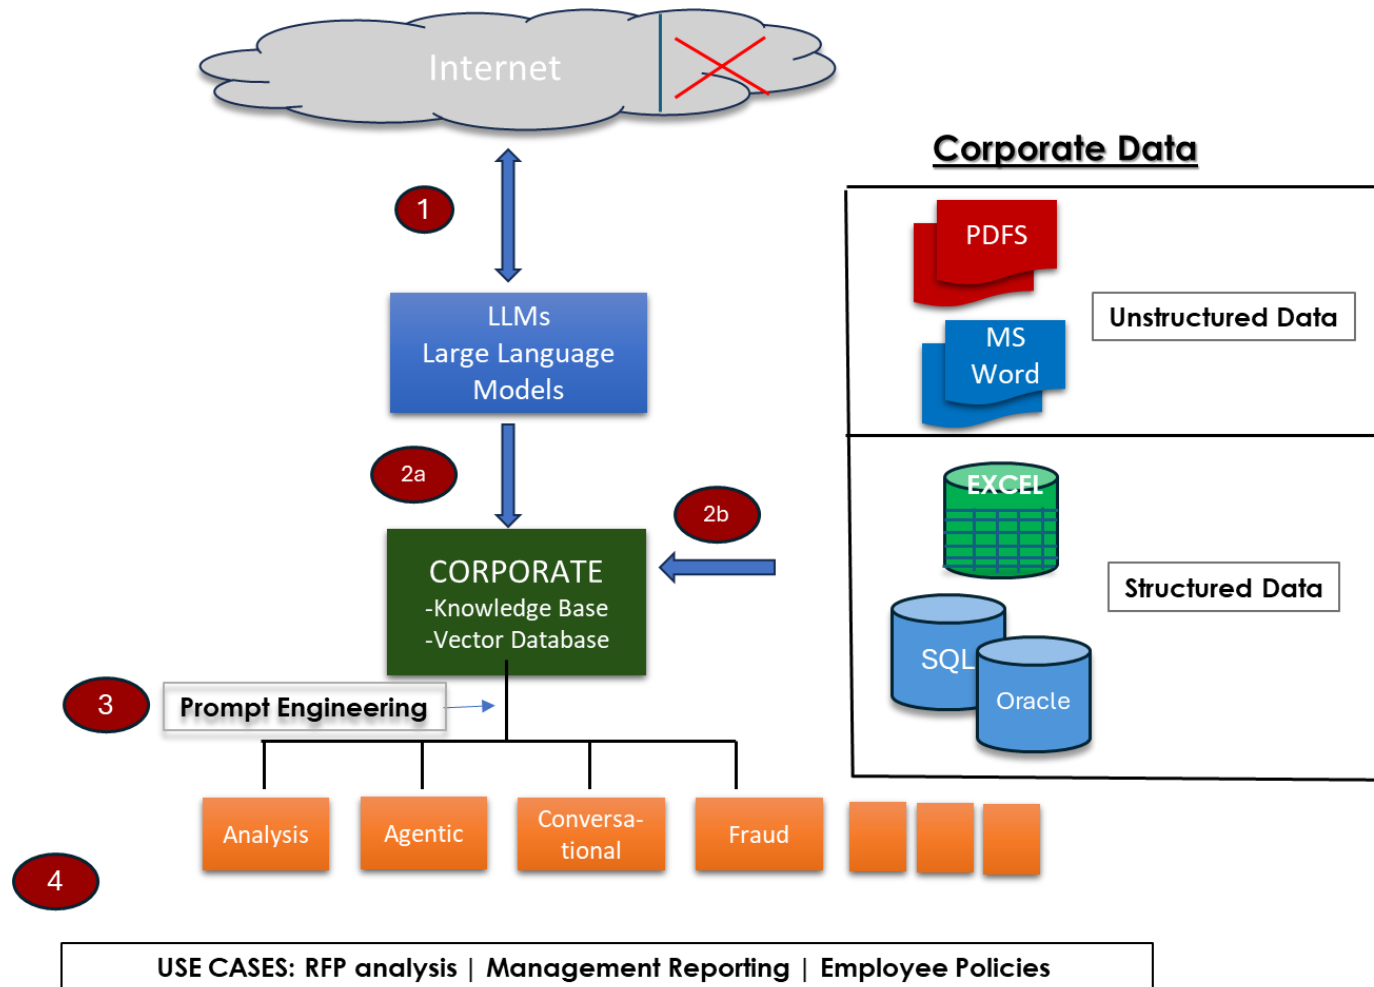 Internet
Corporate Data
1
PDFS
LLMs
Large Language
Models
Unstructured Data
MS
Word
2a
2b
EXCEL
CORPORATE
-Knowledge Base
-Vector Database
Structured Data
SQL
Oracle
3
Prompt Engineering
Analysis
Agentic
Conversa-
tional
Fraud
4
USE CASES: RFP analysis | Management Reporting | Employee Policies